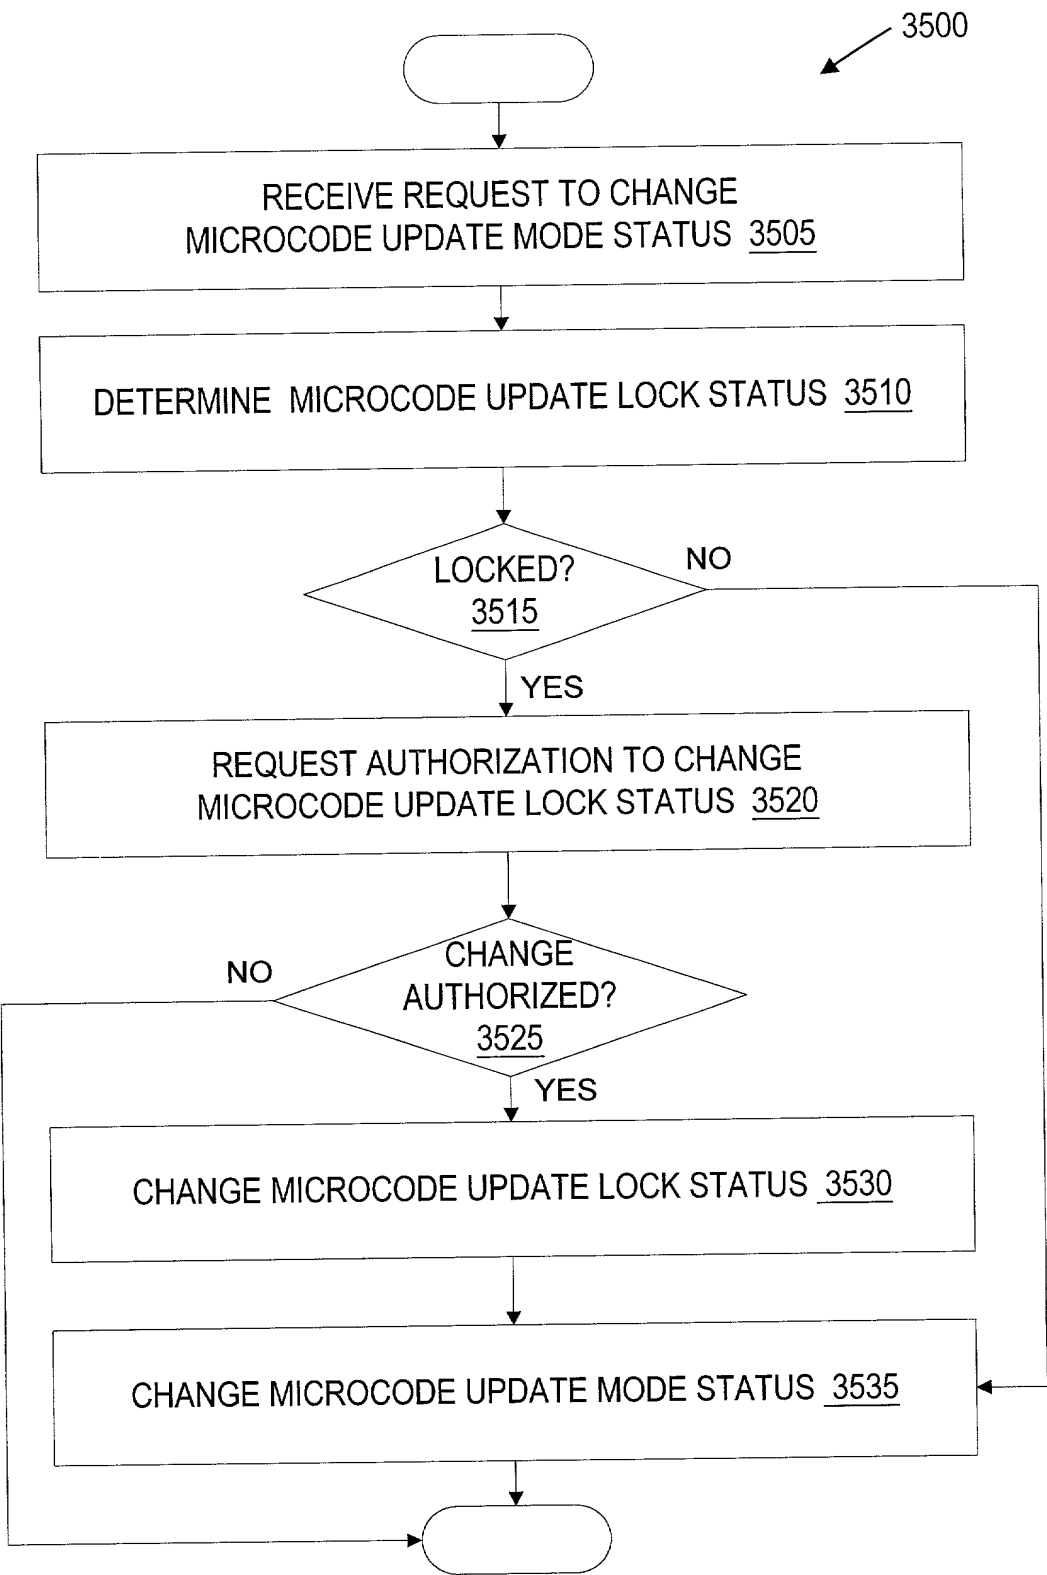 3500
RECEIVE REQUEST TO CHANGE
MICROCODE UPDATE MODE STATUS 3505
DETERMINE MICROCODE UPDATE LOCK STATUS 3510
LOCKED?
3515
NO
YES
REQUEST AUTHORIZATION TO CHANGE
MICROCODE UPDATE LOCK STATUS 3520
CHANGE
AUTHORIZED?
3525
NO
YES
CHANGE MICROCODE UPDATE LOCK STATUS 3530
CHANGE MICROCODE UPDATE MODE STATUS 3535